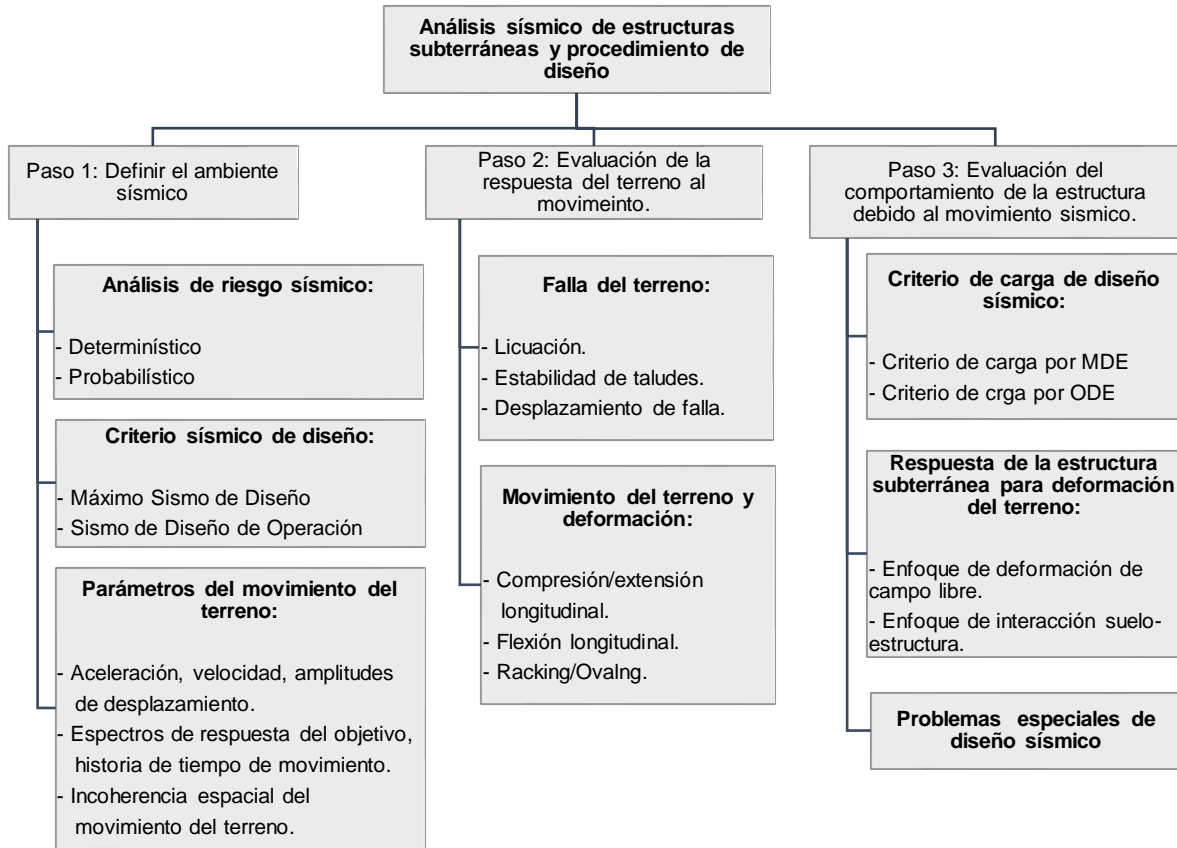 Análisis sísmico de estructuras
subterráneas y procedimiento de
diseño
Paso 1: Definir el ambiente
sísmico
Análisis de riesgo sísmico:
- Determinístico
- Probabilístico
Criterio sísmico de diseño:
- Máximo Sismo de Diseño
- Sismo de Diseño de Operación
Parámetros del movimiento del
terreno:
- Aceleración, velocidad, amplitudes
de desplazamiento.
- Espectros de respuesta del objetivo,
historia de tiempo de movimiento.
- Incoherencia espacial del
movimiento del terreno.
Paso 2: Evaluación de la
respuesta del terreno al
movimeinto.
Falla del terreno:
- Licuación.
- Estabilidad de taludes.
- Desplazamiento de falla.
Movimiento del terreno y
deformación:
- Compresión/extensión
longitudinal.
- Flexión longitudinal.
- Racking/Ovalng.
Paso 3: Evaluación del
comportamiento de la estructura
debido al movimiento sismico.
Criterio de carga de diseño
sísmico:
- Criterio de carga por MDE
- Criterio de crga por ODE
Respuesta de la estructura
subterránea para deformación
del terreno:
- Enfoque de deformación de
campo libre.
- Enfoque de interacción suelo-
estructura.
Problemas especiales de
diseño sísmico